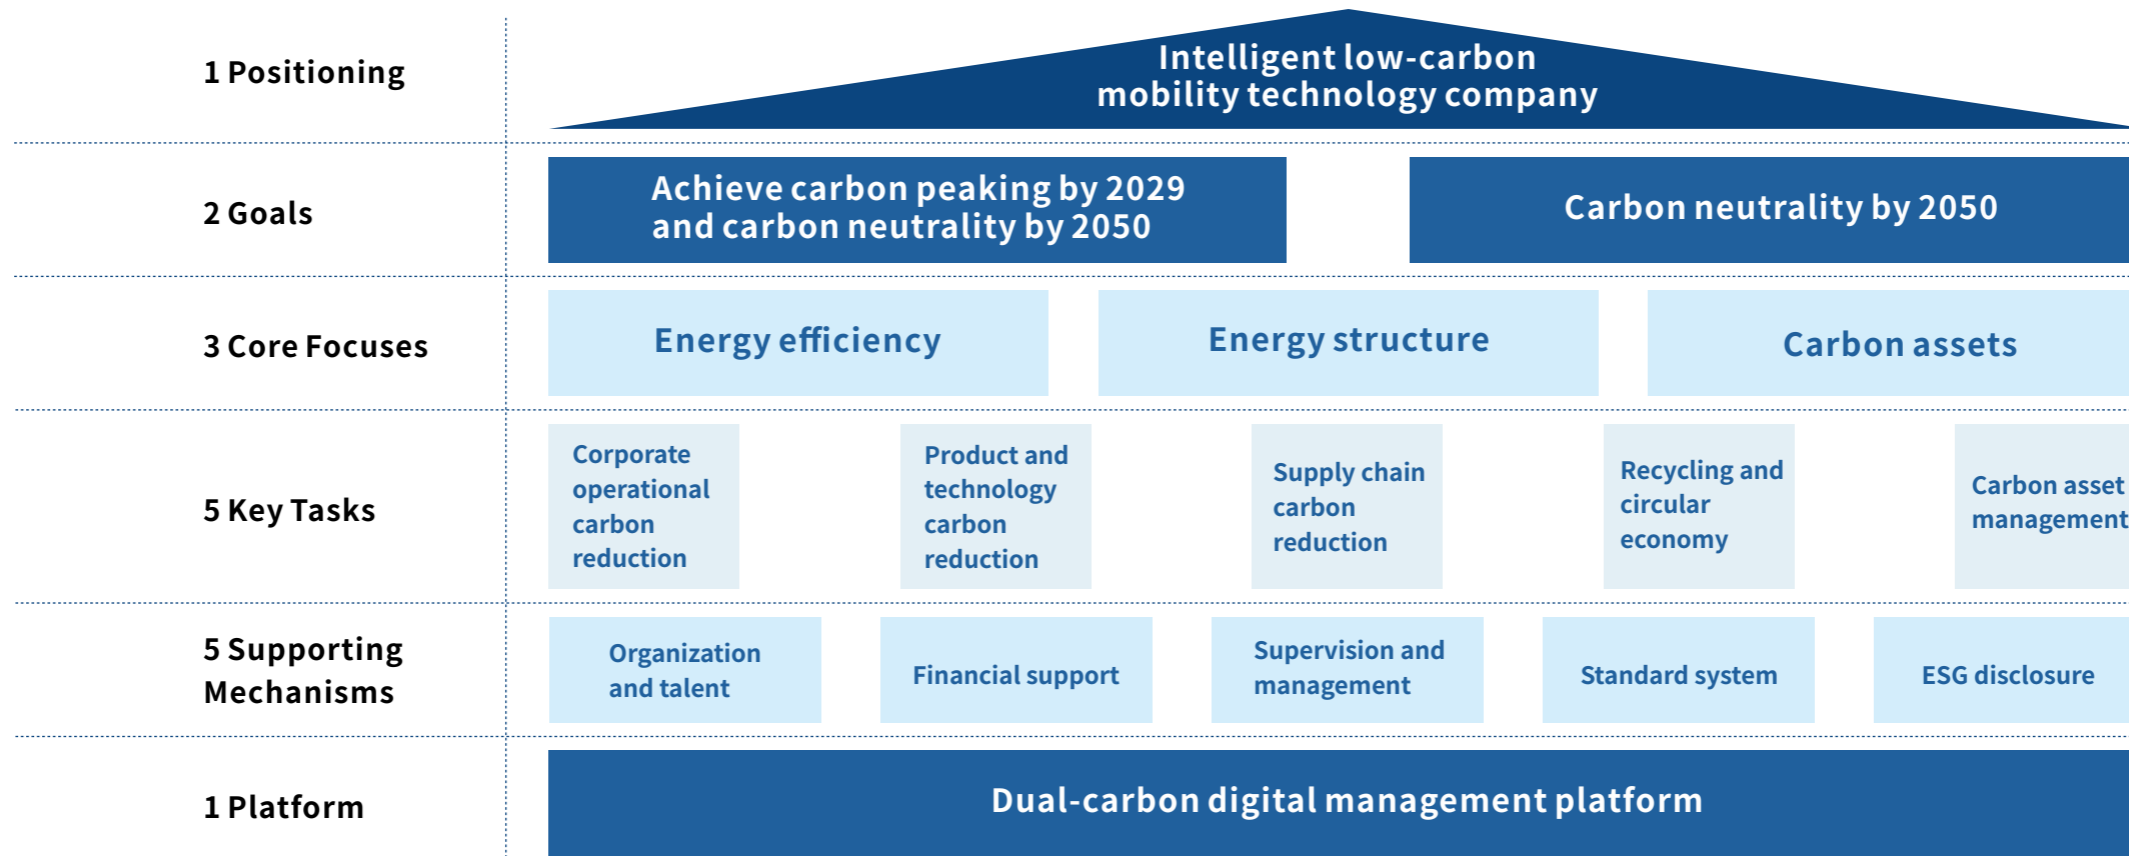 1 Positioning
Intelligent low-carbon
mobility technology company
2 Goals
Achieve carbon peaking by 2029
and carbon neutrality by 2050
Carbon neutrality by 2050
3 Core Focuses
Energy efficiency
Energy structure
Carbon assets
5 Key Tasks
Corporate
operational
carbon
reduction
Product and
technology
carbon
reduction
Supply chain
carbon
reduction
Recycling and
circular
economy
Carbon asset
management
5 Supporting
Mechanisms
Organization
and talent
Financial support
Supervision and
management
Standard system
ESG disclosure
1 Platform
Dual-carbon digital management platform